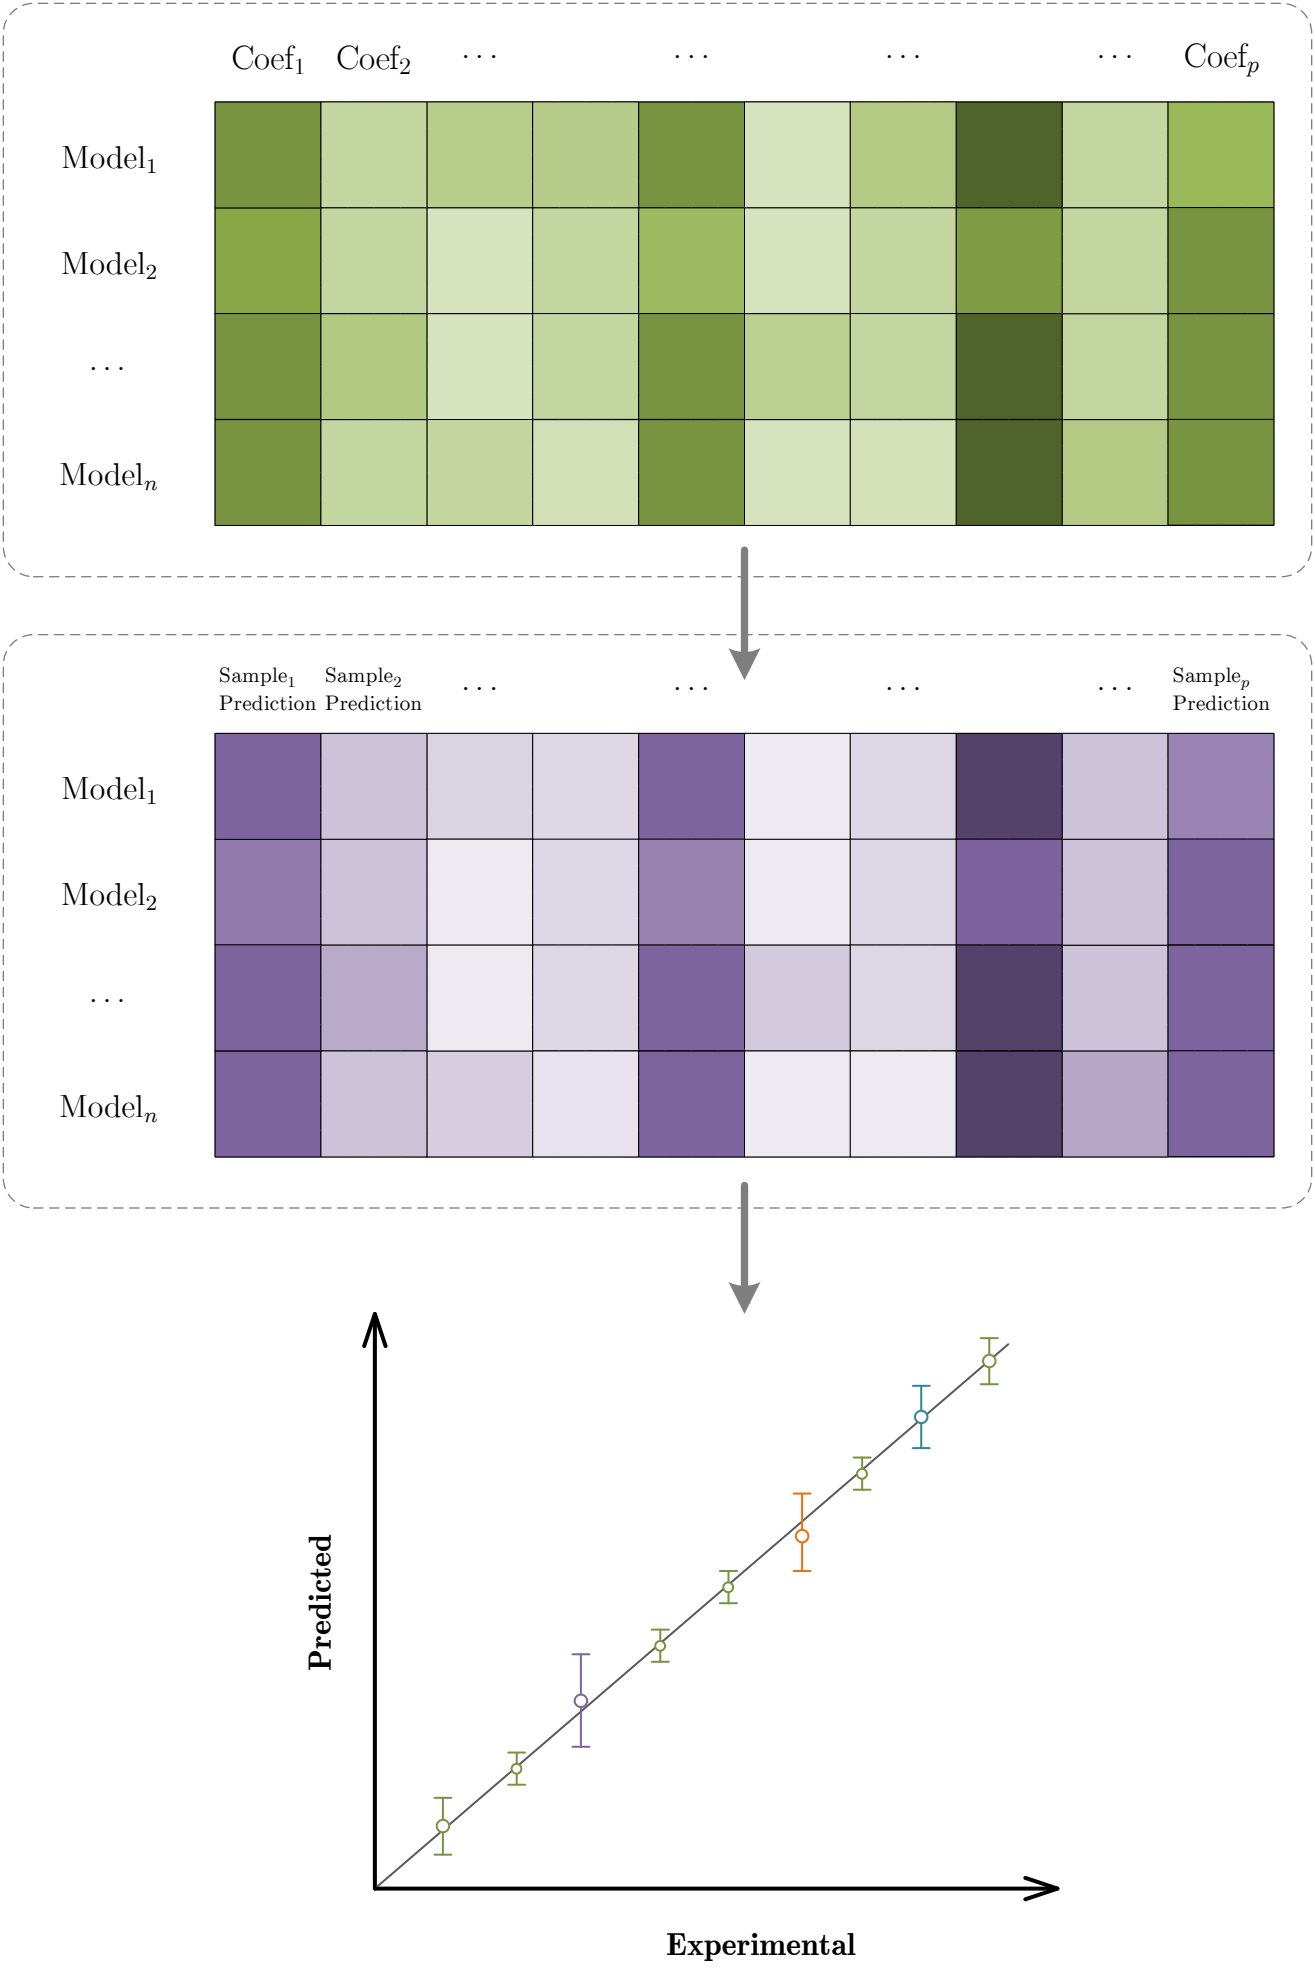 Coef₁ Coef₂ ··· ··· ··· ··· Coefₚ
Model₁
Model₂
···
Modelₙ
Sample₁ Sample₂ ··· ··· ··· ··· Sampleₚ
Prediction Prediction Prediction
Model₁
Model₂
···
Modelₙ
Predicted
Experimental